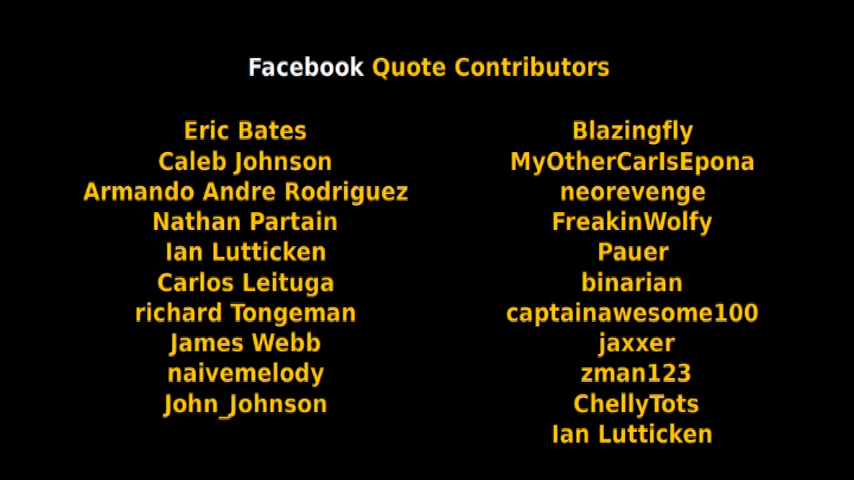 Facebook Quote Contributors
Eric Bates
Caleb Johnson
Armando Andre Rodriguez
Nathan Partain
Ian Lutticken
Carlos Leituga
richard Tongeman
James Webb
naivemelody
John_Johnson
Blazingfly
MyOtherCarIsEpona
neorevenge
FreakinWolfy
Pauer
binarian
captainawesome100
jaxxer
zman123
ChellyTots
Ian Lutticken